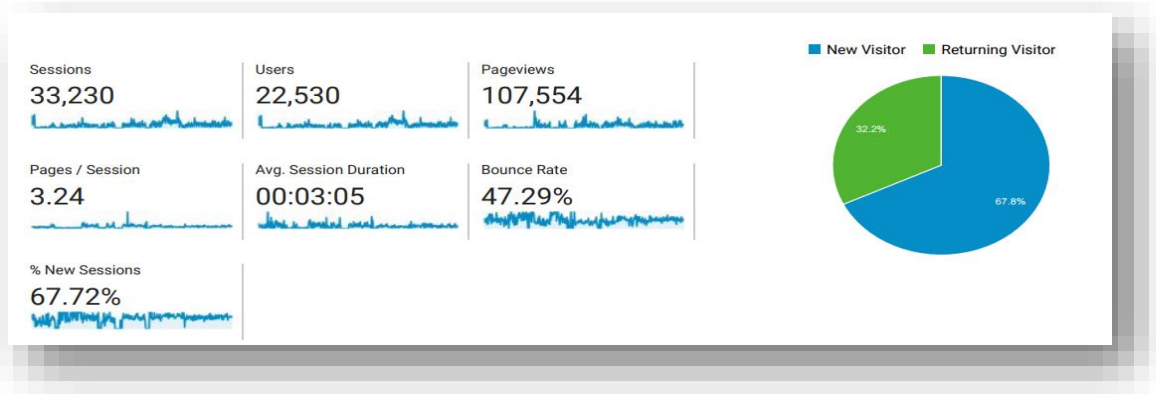 Sessions
33,230
Users
22,530
Pageviews
107,554
Pages / Session
3.24
Avg. Session Duration
00:03:05
Bounce Rate
47.29%
% New Sessions
67.72%
New Visitor
Returning Visitor
32.2%
67.8%